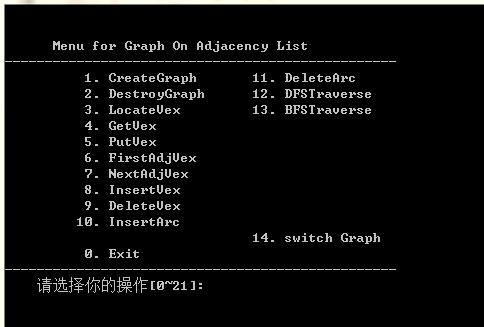 Menu for Graph On Adjacency List
-------------------------------------------------
1. CreateGraph 11. DeleteArc
2. DestroyGraph 12. DFSTraverse
3. LocateVex 13. BFSTraverse
4. GetVex
5. PutVex
6. FirstAdjVex
7. NextAdjVex
8. InsertVex
9. DeleteVex
10. InsertArc
14. switch Graph
0. Exit
-------------------------------------------------
请选择你的操作[0~21]: